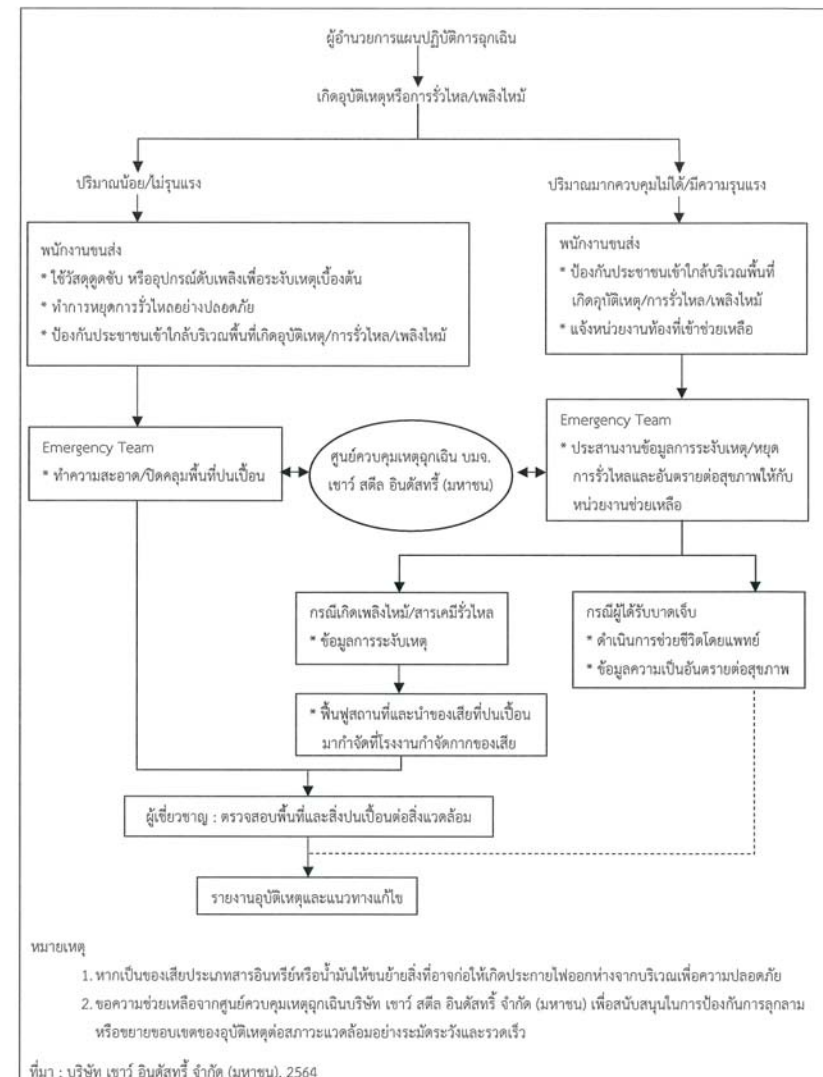 ผู้อำนวยการแผนปฏิบัติการฉุกเฉิน
เกิดอุบัติเหตุหรือการรั่วไหล/เพลิงไหม้
ปริมาณน้อย/ไม่รุนแรง
ปริมาณมากควบคุมไม่ได้/มีความรุนแรง
พนักงานขนส่ง
* ใช้วัสดุดูดซับ หรืออุปกรณ์ดับเพลิงเพื่อระงับเหตุเบื้องต้น
* ทำการหยุดการรั่วไหลอย่างปลอดภัย
* ป้องกันประชาชนเข้าใกล้บริเวณพื้นที่เกิดอุบัติเหตุ/การรั่วไหล/เพลิงไหม้
พนักงานขนส่ง
* ป้องกันประชาชนเข้าใกล้บริเวณพื้นที่
เกิดอุบัติเหตุ/การรั่วไหล/เพลิงไหม้
* แจ้งหน่วยงานท้องที่เข้าช่วยเหลือ
Emergency Team
* ทำความสะอาด/ปิดคลุมพื้นที่ปนเปื้อน
ศูนย์ควบคุมเหตุฉุกเฉิน บมจ.
เชาว์ สตีล อินดัสทรี้ (มหาชน)
Emergency Team
* ประสานงานข้อมูลการระงับเหตุ/หยุด
การรั่วไหลและอันตรายต่อสุขภาพให้กับ
หน่วยงานช่วยเหลือ
กรณีเกิดเพลิงไหม้/สารเคมีรั่วไหล
* ข้อมูลการระงับเหตุ
กรณีผู้ได้รับบาดเจ็บ
* ดำเนินการช่วยชีวิตโดยแพทย์
* ข้อมูลความเป็นอันตรายต่อสุขภาพ
* ฟื้นฟูสถานที่และนำของเสียที่ปนเปื้อน
มากำจัดที่โรงงานกำจัดกากของเสีย
ผู้เชี่ยวชาญ : ตรวจสอบพื้นที่และสิ่งปนเปื้อนต่อสิ่งแวดล้อม
รายงานอุบัติเหตุและแนวทางแก้ไข
หมายเหตุ
1. หากเป็นของเสียประเภทสารอินทรีย์หรือน้ำมันให้ขนย้ายสิ่งที่อาจก่อให้เกิดประกายไฟออกห่างจากบริเวณเพื่อความปลอดภัย
2. ขอความช่วยเหลือจากศูนย์ควบคุมเหตุฉุกเฉินบริษัท เชาว์ สตีล อินดัสทรี้ จำกัด (มหาชน) เพื่อสนับสนุนในการป้องกันการลุกลาม
หรือขยายขอบเขตของอุบัติเหตุต่อสภาวะแวดล้อมอย่างระมัดระวังและรวดเร็ว
ที่มา : บริษัท เชาว์ อินดัสทรี้ จำกัด (มหาชน), 2564